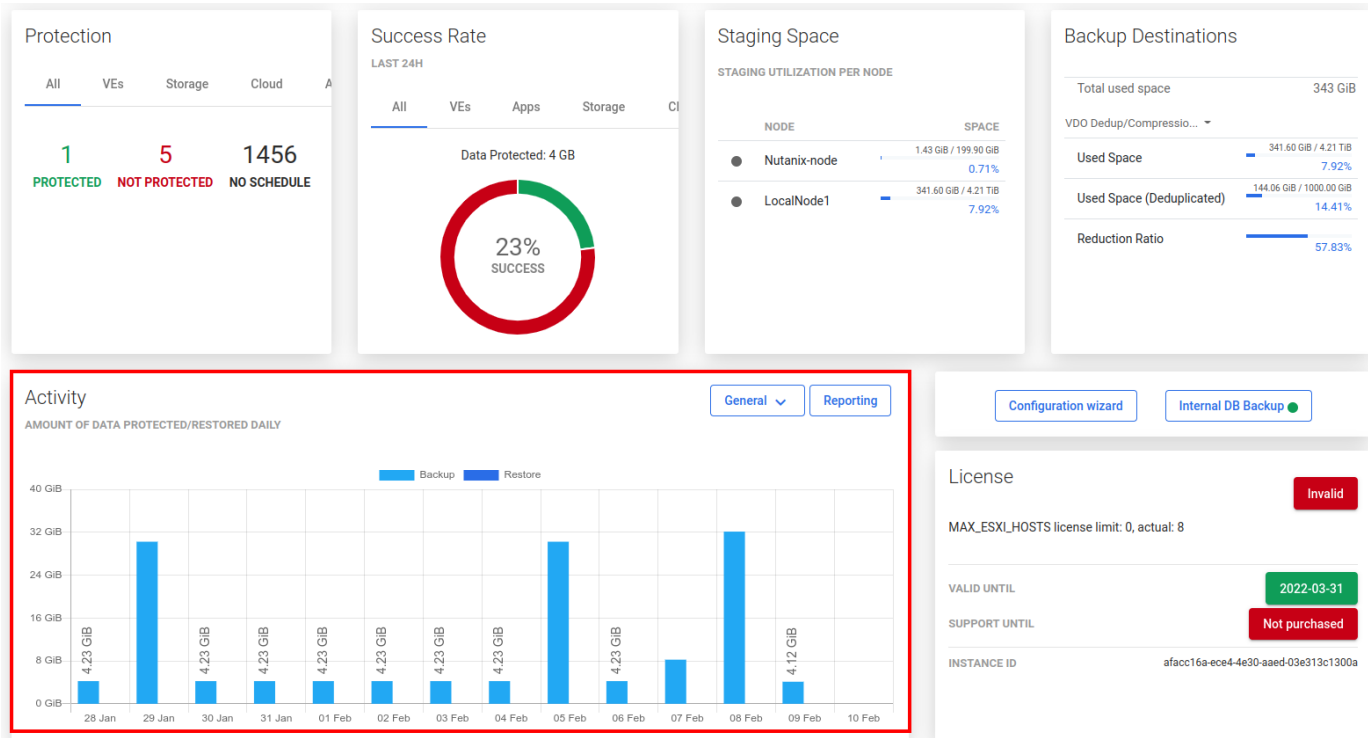 Protection
All VEs Storage Cloud A
1 5 1456
PROTECTED NOT PROTECTED NO SCHEDULE
Success Rate
LAST 24H
All VEs Apps Storage Cl
Data Protected: 4 GB
23%
SUCCESS
Staging Space
STAGING UTILIZATION PER NODE
NODE SPACE
Nutanix-node 1.43 GiB / 199.90 GiB
0.71%
LocalNode1 341.60 GiB / 4.21 TiB
7.92%
Backup Destinations
Total used space 343 GiB
VDO Dedup/Compressio...
Used Space 341.60 GiB / 4.21 TiB
7.92%
Used Space (Deduplicated) 144.06 GiB / 1000.00 GiB
14.41%
Reduction Ratio
57.83%
Activity
General Reporting
AMOUNT OF DATA PROTECTED/RESTORED DAILY
Backup Restore
40 GiB
32 GiB
24 GiB
16 GiB
8 GiB
0 GiB
4.23 GiB 4.23 GiB 4.23 GiB 4.23 GiB 4.23 GiB 4.23 GiB 4.23 GiB 4.23 GiB 4.12 GiB
28 Jan 29 Jan 30 Jan 31 Jan 01 Feb 02 Feb 03 Feb 04 Feb 05 Feb 06 Feb 07 Feb 08 Feb 09 Feb 10 Feb
Configuration wizard Internal DB Backup
License
Invalid
MAX_ESXI_HOSTS license limit: 0, actual: 8
VALID UNTIL 2022-03-31
SUPPORT UNTIL Not purchased
INSTANCE ID afacc16a-ece4-4e30-aaed-03e313c1300a